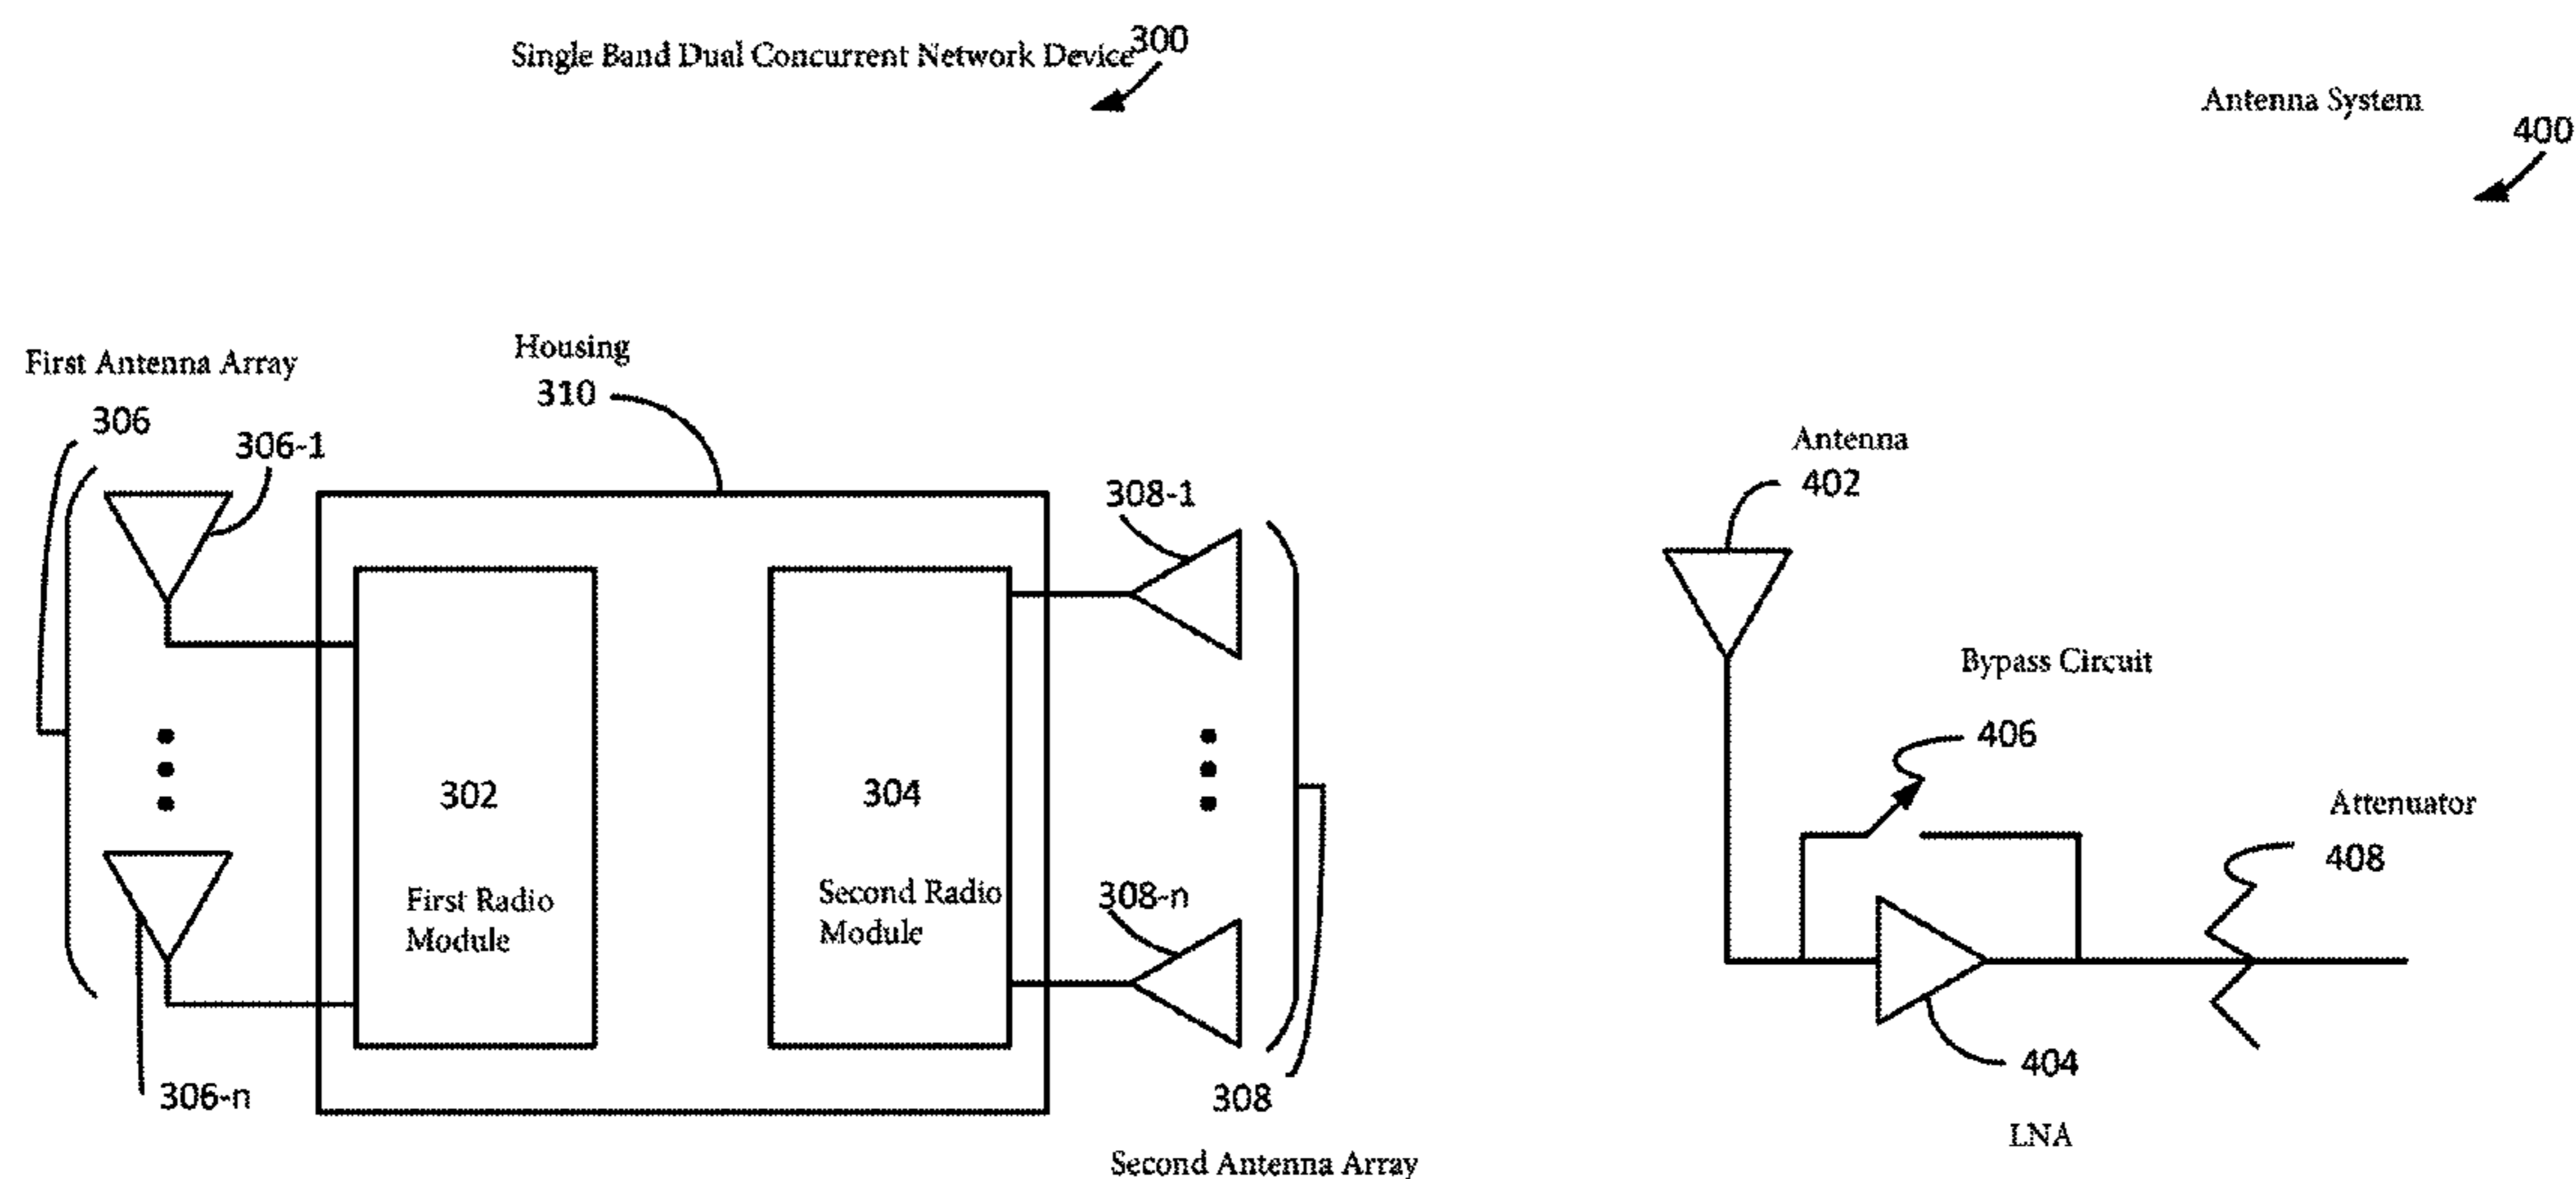 Single Band Dual Concurrent Network Device
300
First Antenna Array
306
306-1
Housing
310
308-1
302
First Radio
Module
304
Second Radio
Module
308-n
306-n
308
Second Antenna Array
Antenna System
400
Antenna
402
Bypass Circuit
406
Attenuator
408
404
LNA